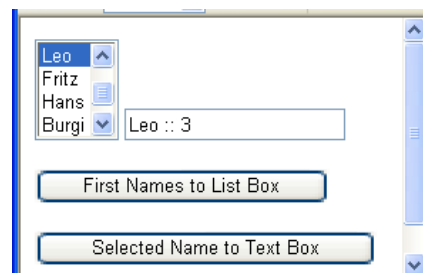 Leo
Fritz
Hans
Burgi
Leo :: 3
First Names to List Box
Selected Name to Text Box